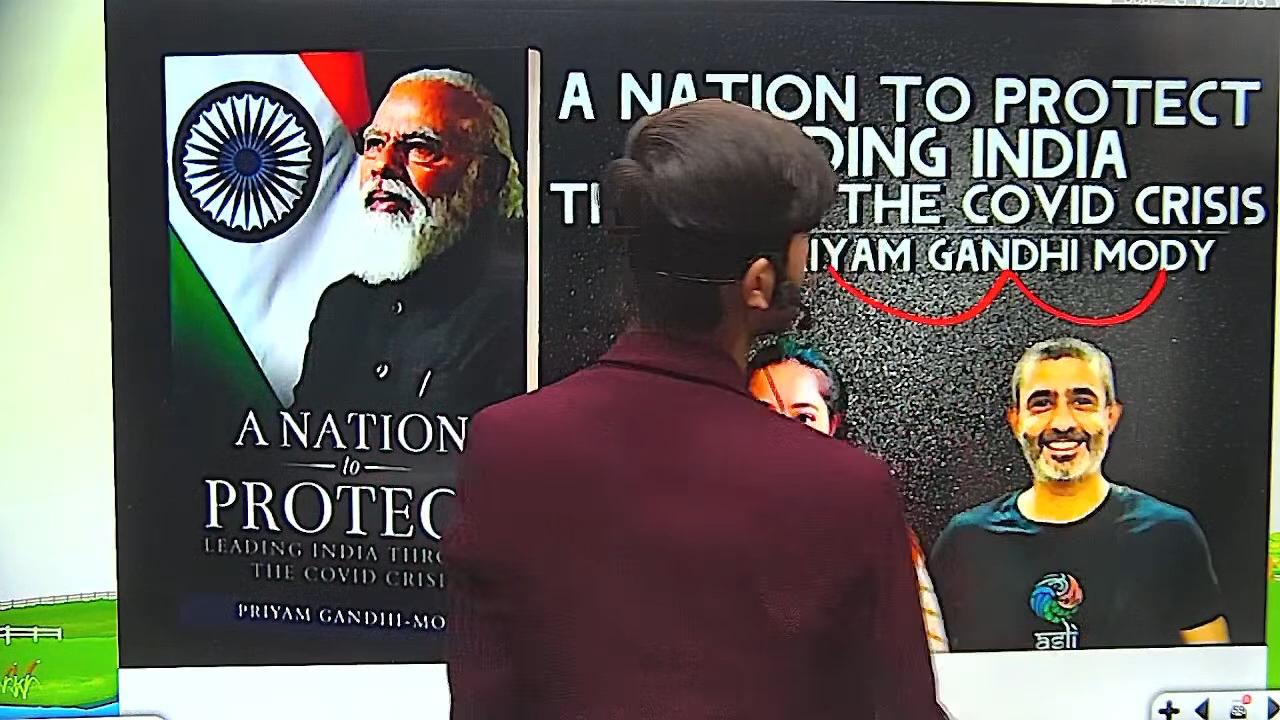 A NATION
to
PROTEC
LEADING INDIA THRO
THE COVID CRISI
PRIYAM GANDHI-MO
A NATION TO PROTECT
DING INDIA
THE COVID CRISIS
IYAM GANDHI MODY
asli